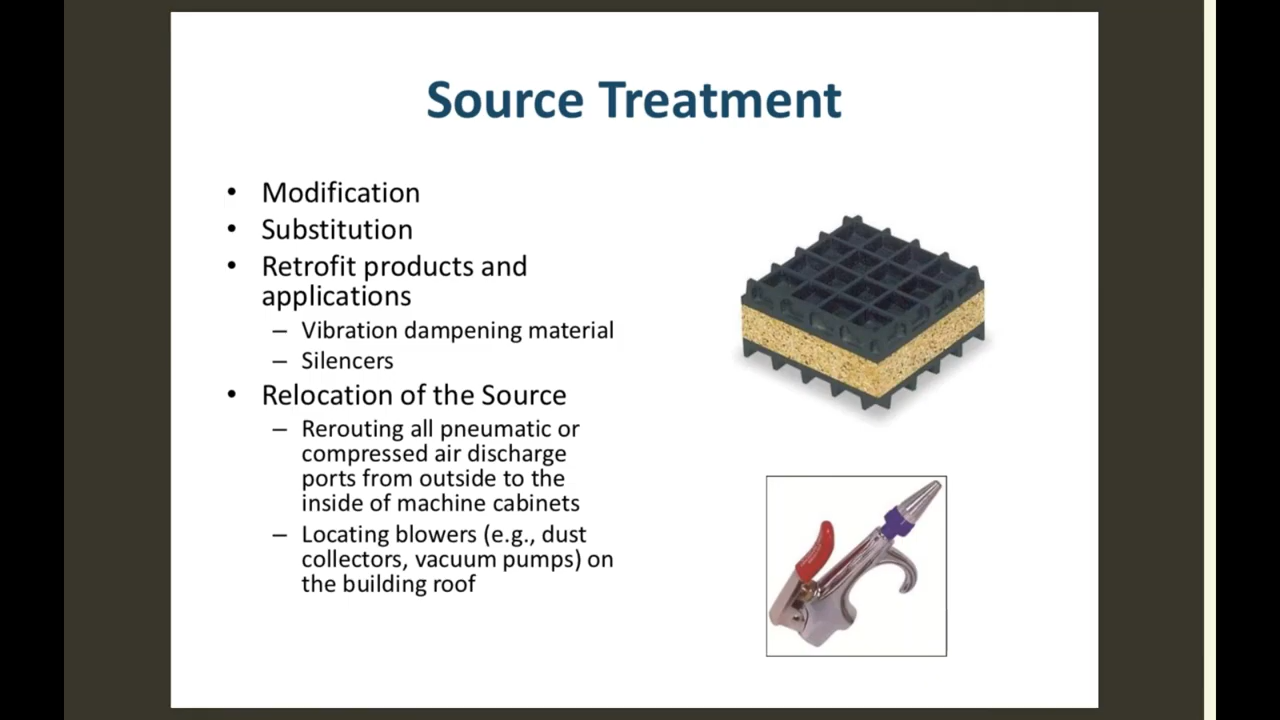 Source Treatment
• Modification
• Substitution
• Retrofit products and
applications
– Vibration dampening material
– Silencers
• Relocation of the Source
– Rerouting all pneumatic or
compressed air discharge
ports from outside to the
inside of machine cabinets
– Locating blowers (e.g., dust
collectors, vacuum pumps) on
the building roof